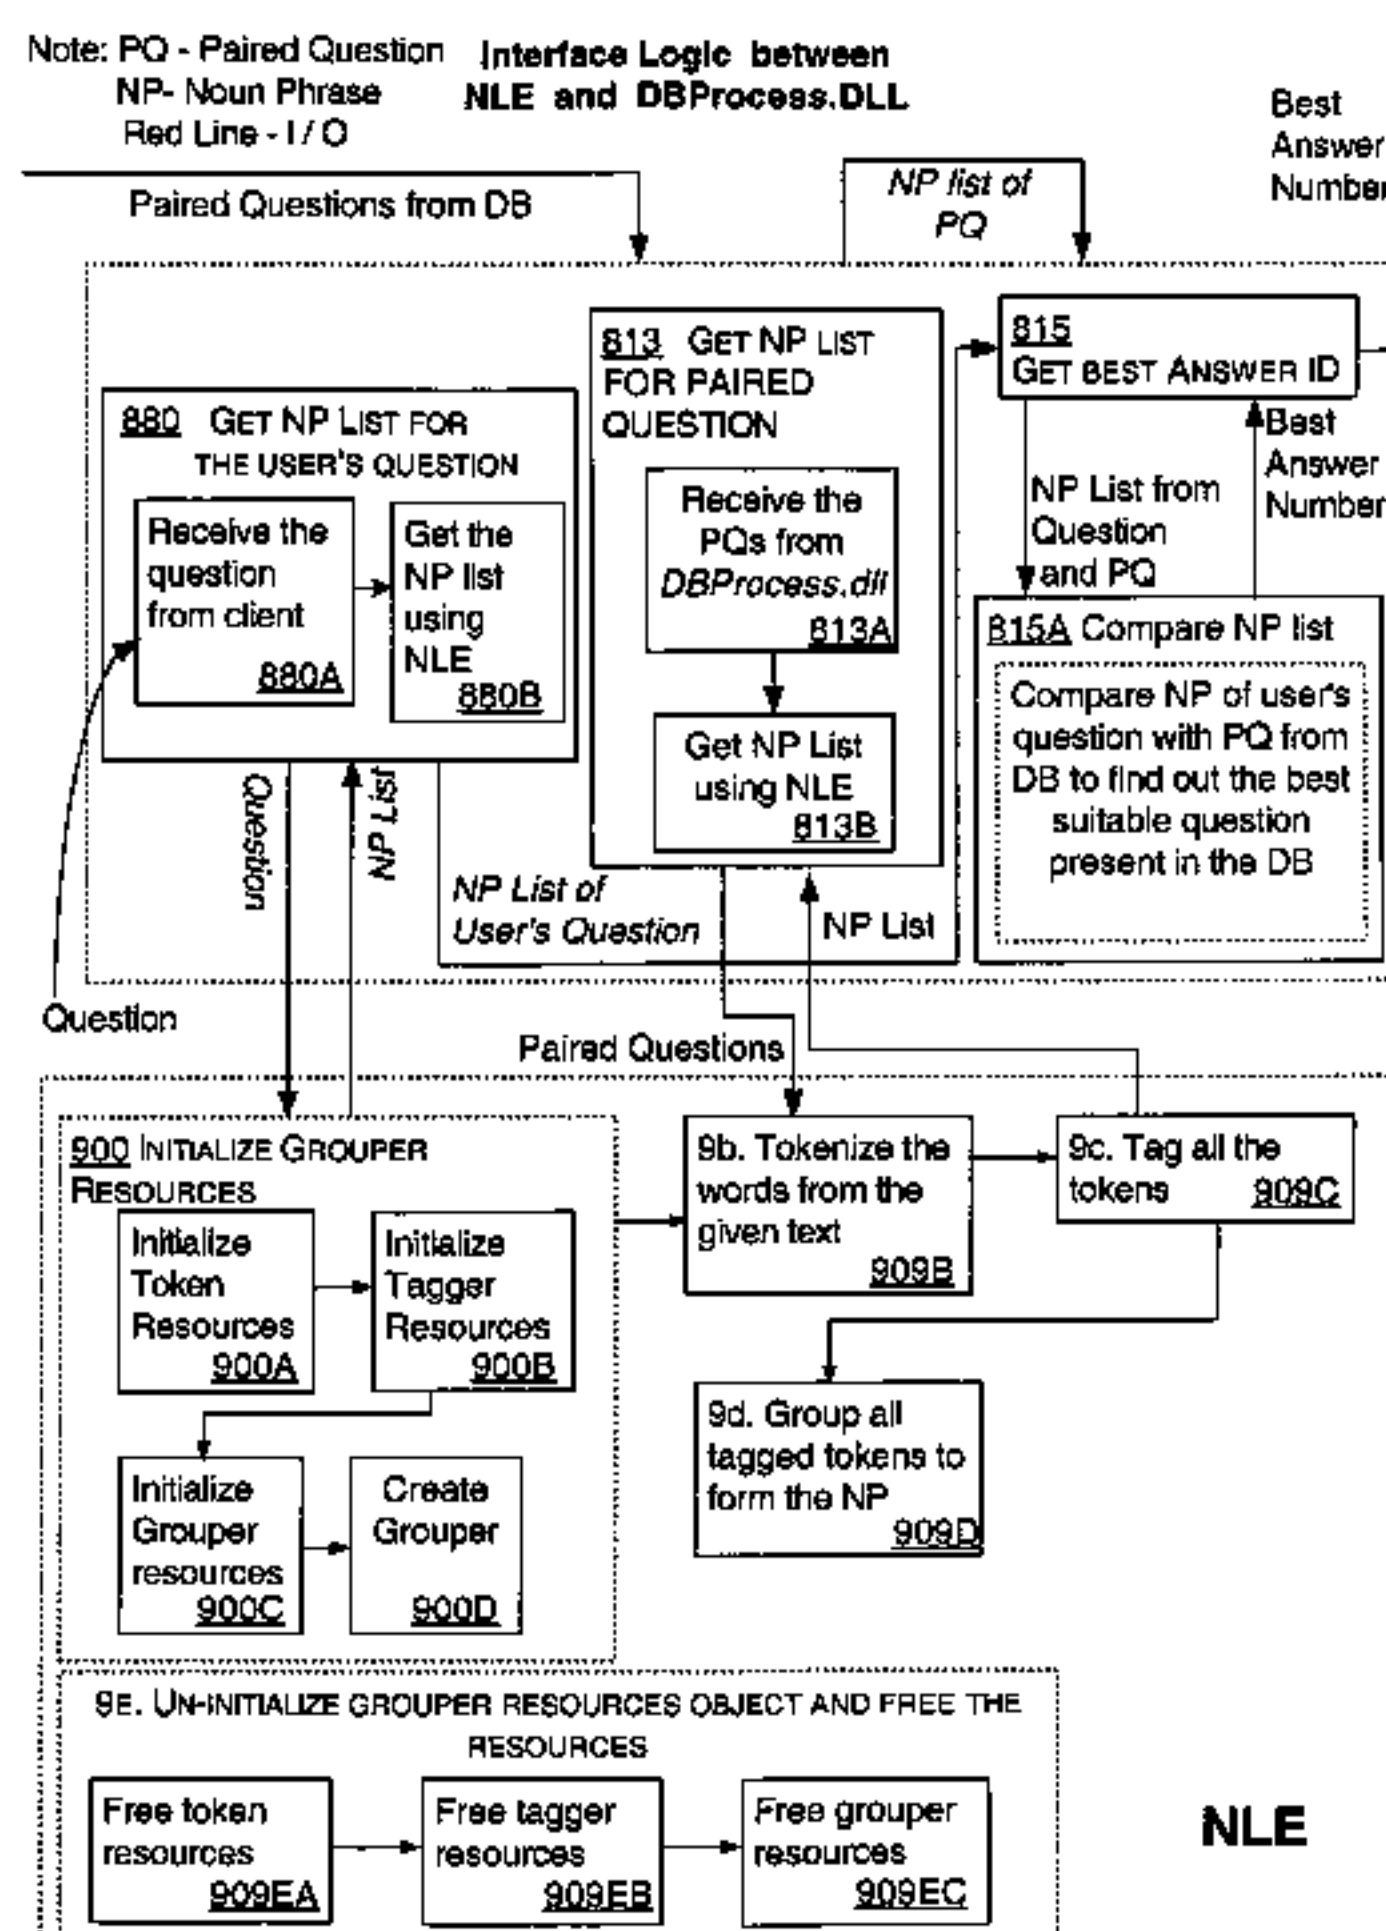 Note: PQ - Paired Question
NP- Noun Phrase
Red Line - I / O
Interface Logic between
NLE and DBProcess.DLL
Best
Answer
Number
Paired Questions from DB
NP list of
PQ
880 GET NP LIST FOR
THE USER'S QUESTION
Receive the
question
from client
880A
Get the
NP list
using
NLE
880B
813 GET NP LIST
FOR PAIRED
QUESTION
Receive the
PQs from
DBProcess.dll
813A
Get NP List
using NLE
813B
815
GET BEST ANSWER ID
NP List from
Question
and PQ
Best
Answer
Number
815A Compare NP list
Compare NP of user's
question with PQ from
DB to find out the best
suitable question
present in the DB
Question
NP List
NP List of
User's Question
NP List
Question
Paired Questions
900 INITIALIZE GROUPER
RESOURCES
Initialize
Token
Resources
900A
Initialize
Tagger
Resources
900B
Initialize
Grouper
resources
900C
Create
Grouper
900D
9b. Tokenize the
words from the
given text
909B
9c. Tag all the
tokens 909C
9d. Group all
tagged tokens to
form the NP
909D
9E. UN-INITIALIZE GROUPER RESOURCES OBJECT AND FREE THE
RESOURCES
Free token
resources
909EA
Free tagger
resources
909EB
Free grouper
resources
909EC
NLE